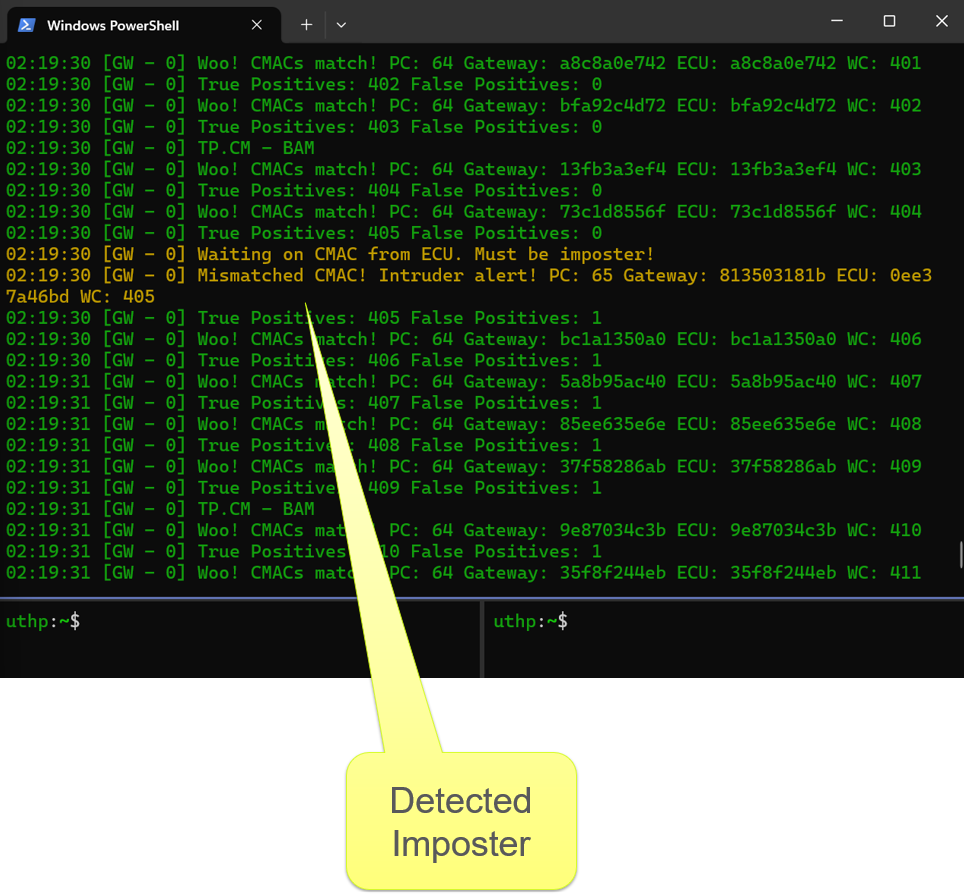 Windows PowerShell
02:19:30 [GW - 0] Woo! CMACs match! PC: 64 Gateway: a8c8a0e742 ECU: a8c8a0e742 WC: 401
02:19:30 [GW - 0] True Positives: 402 False Positives: 0
02:19:30 [GW - 0] Woo! CMACs match! PC: 64 Gateway: bfa92c4d72 ECU: bfa92c4d72 WC: 402
02:19:30 [GW - 0] True Positives: 403 False Positives: 0
02:19:30 [GW - 0] TP.CM - BAM
02:19:30 [GW - 0] Woo! CMACs match! PC: 64 Gateway: 13fb3a3ef4 ECU: 13fb3a3ef4 WC: 403
02:19:30 [GW - 0] True Positives: 404 False Positives: 0
02:19:30 [GW - 0] Woo! CMACs match! PC: 64 Gateway: 73c1d8556f ECU: 73c1d8556f WC: 404
02:19:30 [GW - 0] True Positives: 405 False Positives: 0
02:19:30 [GW - 0] Waiting on CMAC from ECU. Must be imposter!
02:19:30 [GW - 0] Mismatched CMAC! Intruder alert! PC: 65 Gateway: 813503181b ECU: 0ee3
7a46bd WC: 405
02:19:30 [GW - 0] True Positives: 405 False Positives: 1
02:19:30 [GW - 0] Woo! CMACs match! PC: 64 Gateway: bc1a1350a0 ECU: bc1a1350a0 WC: 406
02:19:30 [GW - 0] True Positives: 406 False Positives: 1
02:19:31 [GW - 0] Woo! CMACs match! PC: 64 Gateway: 5a8b95ac40 ECU: 5a8b95ac40 WC: 407
02:19:31 [GW - 0] True Positives: 407 False Positives: 1
02:19:31 [GW - 0] Woo! CMACs match! PC: 64 Gateway: 85ee635e6e ECU: 85ee635e6e WC: 408
02:19:31 [GW - 0] True Positives: 408 False Positives: 1
02:19:31 [GW - 0] Woo! CMACs match! PC: 64 Gateway: 37f58286ab ECU: 37f58286ab WC: 409
02:19:31 [GW - 0] True Positives: 409 False Positives: 1
02:19:31 [GW - 0] TP.CM - BAM
02:19:31 [GW - 0] Woo! CMACs match! PC: 64 Gateway: 9e87034c3b ECU: 9e87034c3b WC: 410
02:19:31 [GW - 0] True Positives: 410 False Positives: 1
02:19:31 [GW - 0] Woo! CMACs match! PC: 64 Gateway: 35f8f244eb ECU: 35f8f244eb WC: 411
uthp:~$
uthp:~$
Detected
Imposter